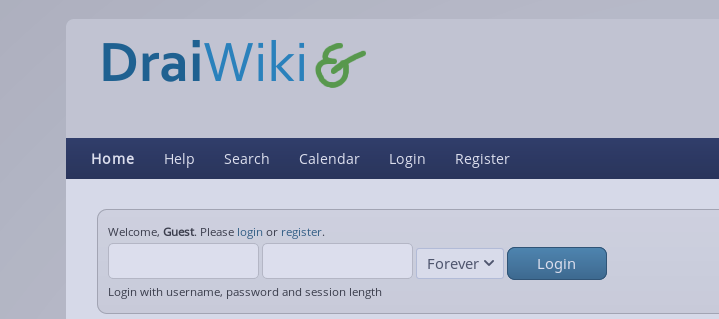 DraiWiki &
Home Help Search Calendar Login Register
Welcome, Guest. Please login or register.
Forever Login
Login with username, password and session length